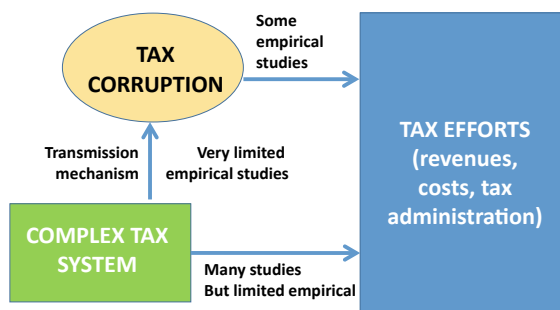 Some
empirical
studies
TAX
CORRUPTION
TAX EFFORTS
(revenues,
costs, tax
administration)
Transmission
mechanism
Very limited
empirical studies
COMPLEX TAX
SYSTEM
Many studies
But limited empirical